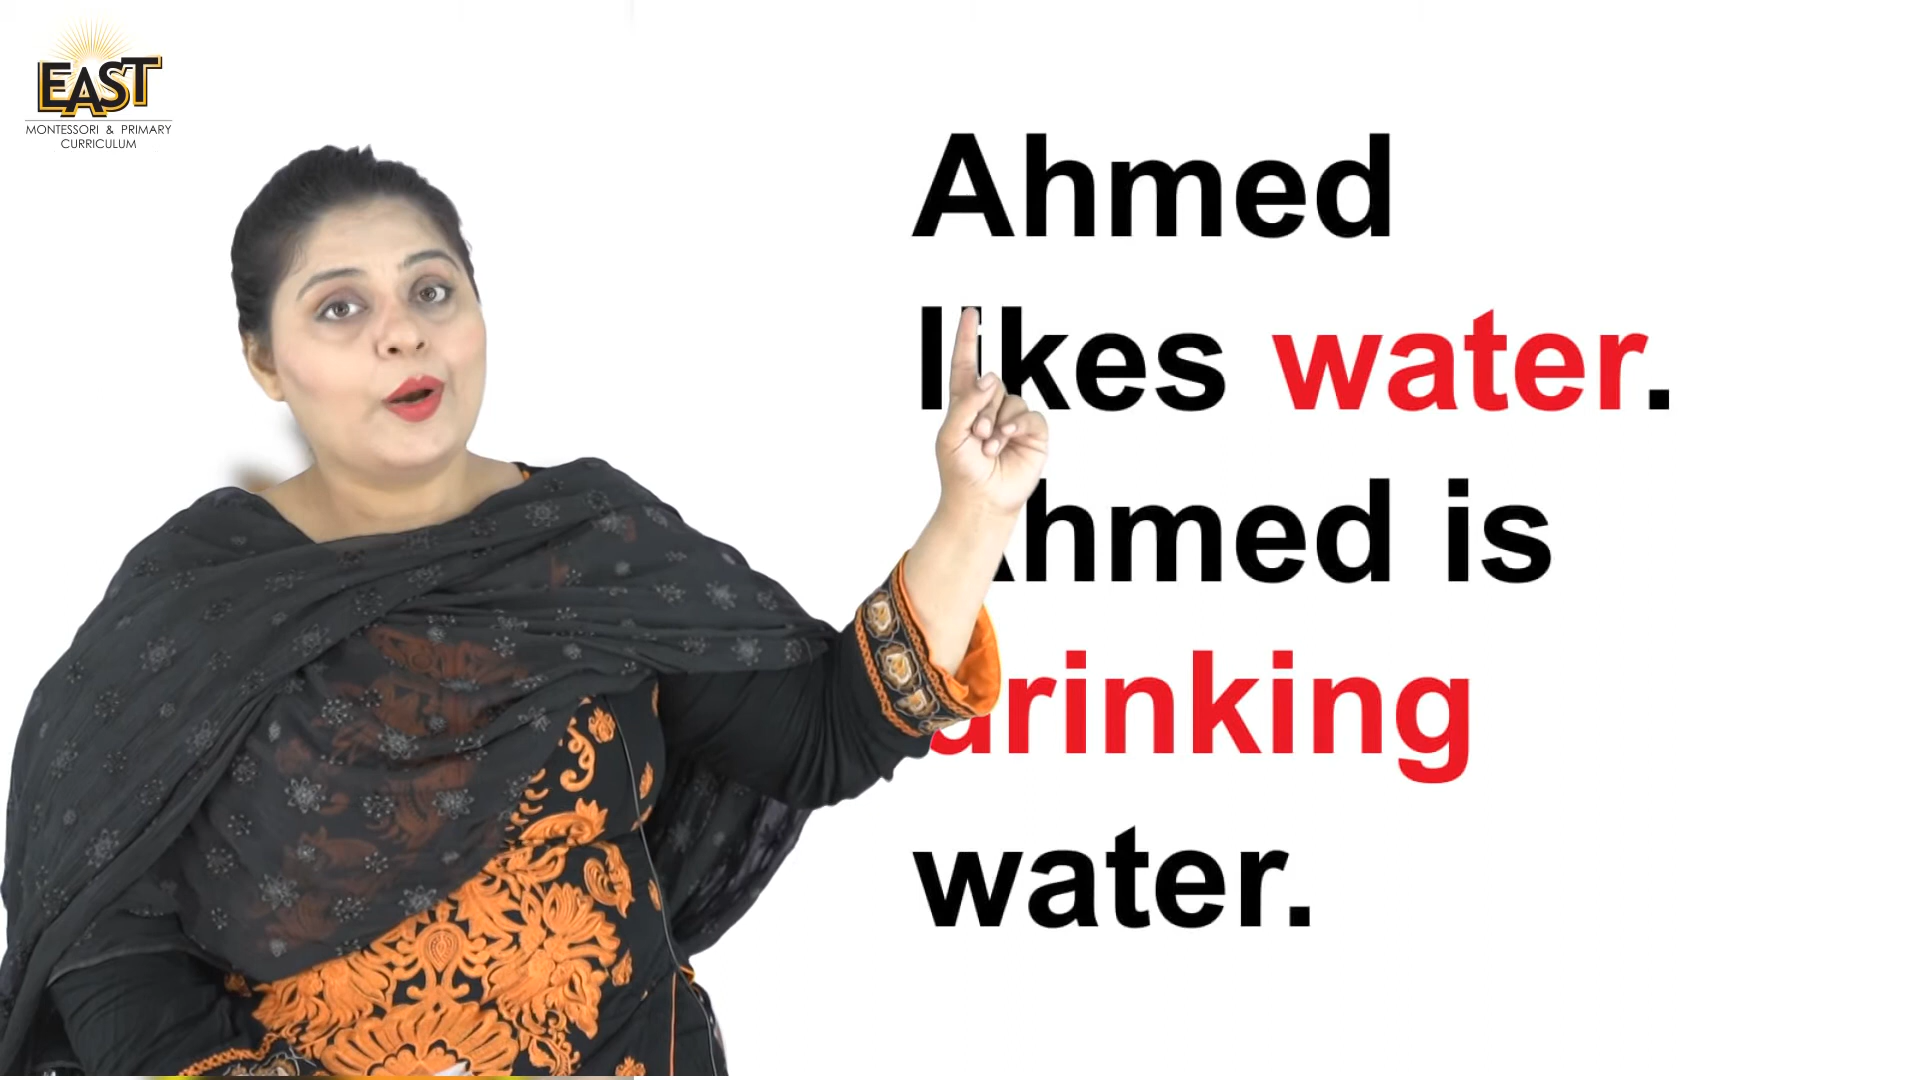 EAST
MONTESSORI & PRIMARY
CURRICULUM
Ahmed
likes water.
Ahmed is
drinking
water.